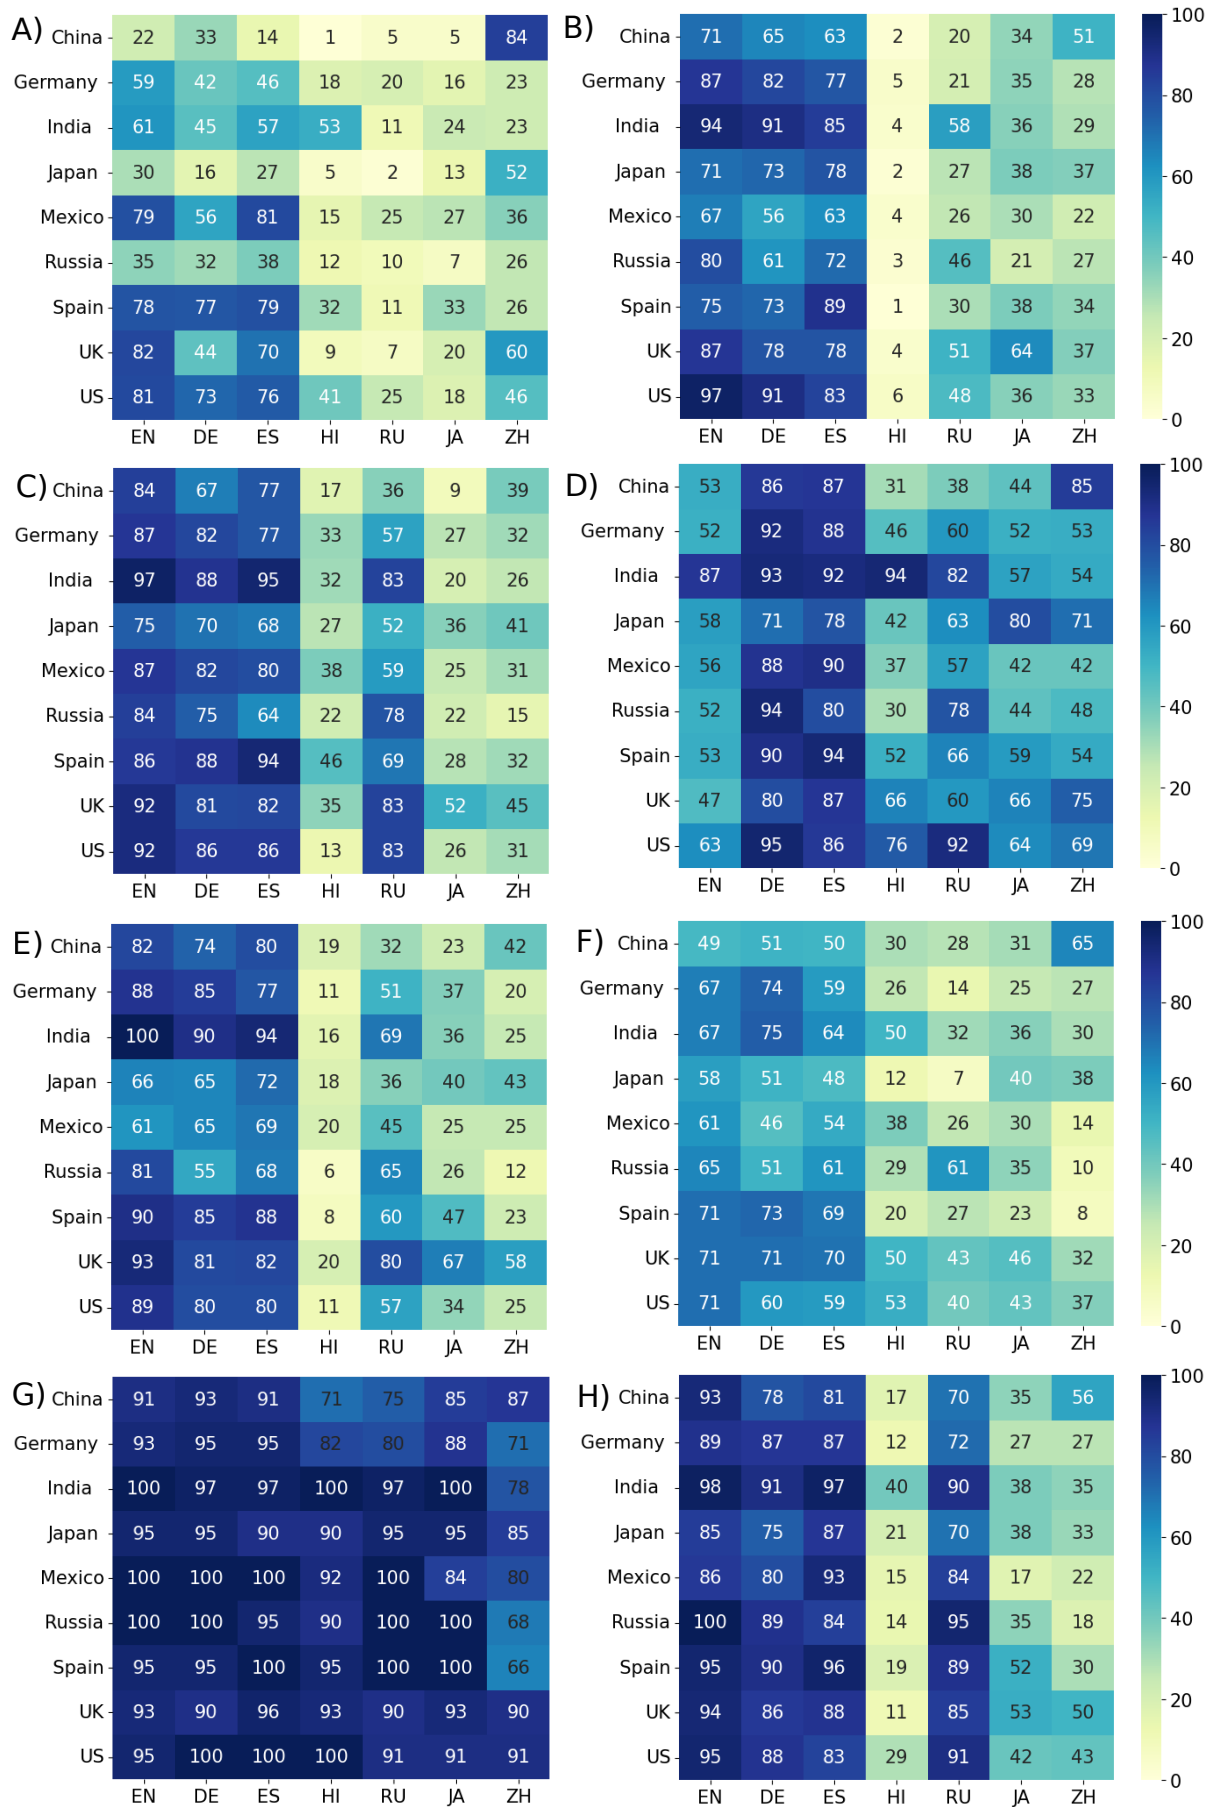 A) China 22 33 14 1 5 5 84
Germany 59 42 46 18 20 16 23
India 61 45 57 53 11 24 23
Japan 30 16 27 5 2 13 52
Mexico 79 56 81 15 25 27 36
Russia 35 32 38 12 10 7 26
Spain 78 77 79 32 11 33 26
UK 82 44 70 9 7 20 60
US 81 73 76 41 25 18 46
EN DE ES HI RU JA ZH
B) China 71 65 63 2 20 34 51
Germany 87 82 77 5 21 35 28
India 94 91 85 4 58 36 29
Japan 71 73 78 2 27 38 37
Mexico 67 56 63 4 26 30 22
Russia 80 61 72 3 46 21 27
Spain 75 73 89 1 30 38 34
UK 87 78 78 4 51 64 37
US 97 91 83 6 48 36 33
EN DE ES HI RU JA ZH
100
80
60
40
20
0
C) China 84 67 77 17 36 9 39
Germany 87 82 77 33 57 27 32
India 97 88 95 32 83 20 26
Japan 75 70 68 27 52 36 41
Mexico 87 82 80 38 59 25 31
Russia 84 75 64 22 78 22 15
Spain 86 88 94 46 69 28 32
UK 92 81 82 35 83 52 45
US 92 86 86 13 83 26 31
EN DE ES HI RU JA ZH
D) China 53 86 87 31 38 44 85
Germany 52 92 88 46 60 52 53
India 87 93 92 94 82 57 54
Japan 58 71 78 42 63 80 71
Mexico 56 88 90 37 57 42 42
Russia 52 94 80 30 78 44 48
Spain 53 90 94 52 66 59 54
UK 47 80 87 66 60 66 75
US 63 95 86 76 92 64 69
EN DE ES HI RU JA ZH
100
80
60
40
20
0
E) China 82 74 80 19 32 23 42
Germany 88 85 77 11 51 37 20
India 100 90 94 16 69 36 25
Japan 66 65 72 18 36 40 43
Mexico 61 65 69 20 45 25 25
Russia 81 55 68 6 65 26 12
Spain 90 85 88 8 60 47 23
UK 93 81 82 20 80 67 58
US 89 80 80 11 57 34 25
EN DE ES HI RU JA ZH
F) China 49 51 50 30 28 31 65
Germany 67 74 59 26 14 25 27
India 67 75 64 50 32 36 30
Japan 58 51 48 12 7 40 38
Mexico 61 46 54 38 26 30 14
Russia 65 51 61 29 61 35 10
Spain 71 73 69 20 27 23 8
UK 71 71 70 50 43 46 32
US 71 60 59 53 40 43 37
EN DE ES HI RU JA ZH
100
80
60
40
20
0
G) China 91 93 91 71 75 85 87
Germany 93 95 95 82 80 88 71
India 100 97 97 100 97 100 78
Japan 95 95 90 90 95 95 85
Mexico 100 100 100 92 100 84 80
Russia 100 100 95 90 100 100 68
Spain 95 95 100 95 100 100 66
UK 93 90 96 93 90 93 90
US 95 100 100 100 91 91 91
EN DE ES HI RU JA ZH
H) China 93 78 81 17 70 35 56
Germany 89 87 87 12 72 27 27
India 98 91 97 40 90 38 35
Japan 85 75 87 21 70 38 33
Mexico 86 80 93 15 84 17 22
Russia 100 89 84 14 95 35 18
Spain 95 90 96 19 89 52 30
UK 94 86 88 11 85 53 50
US 95 88 83 29 91 42 43
EN DE ES HI RU JA ZH
100
80
60
40
20
0